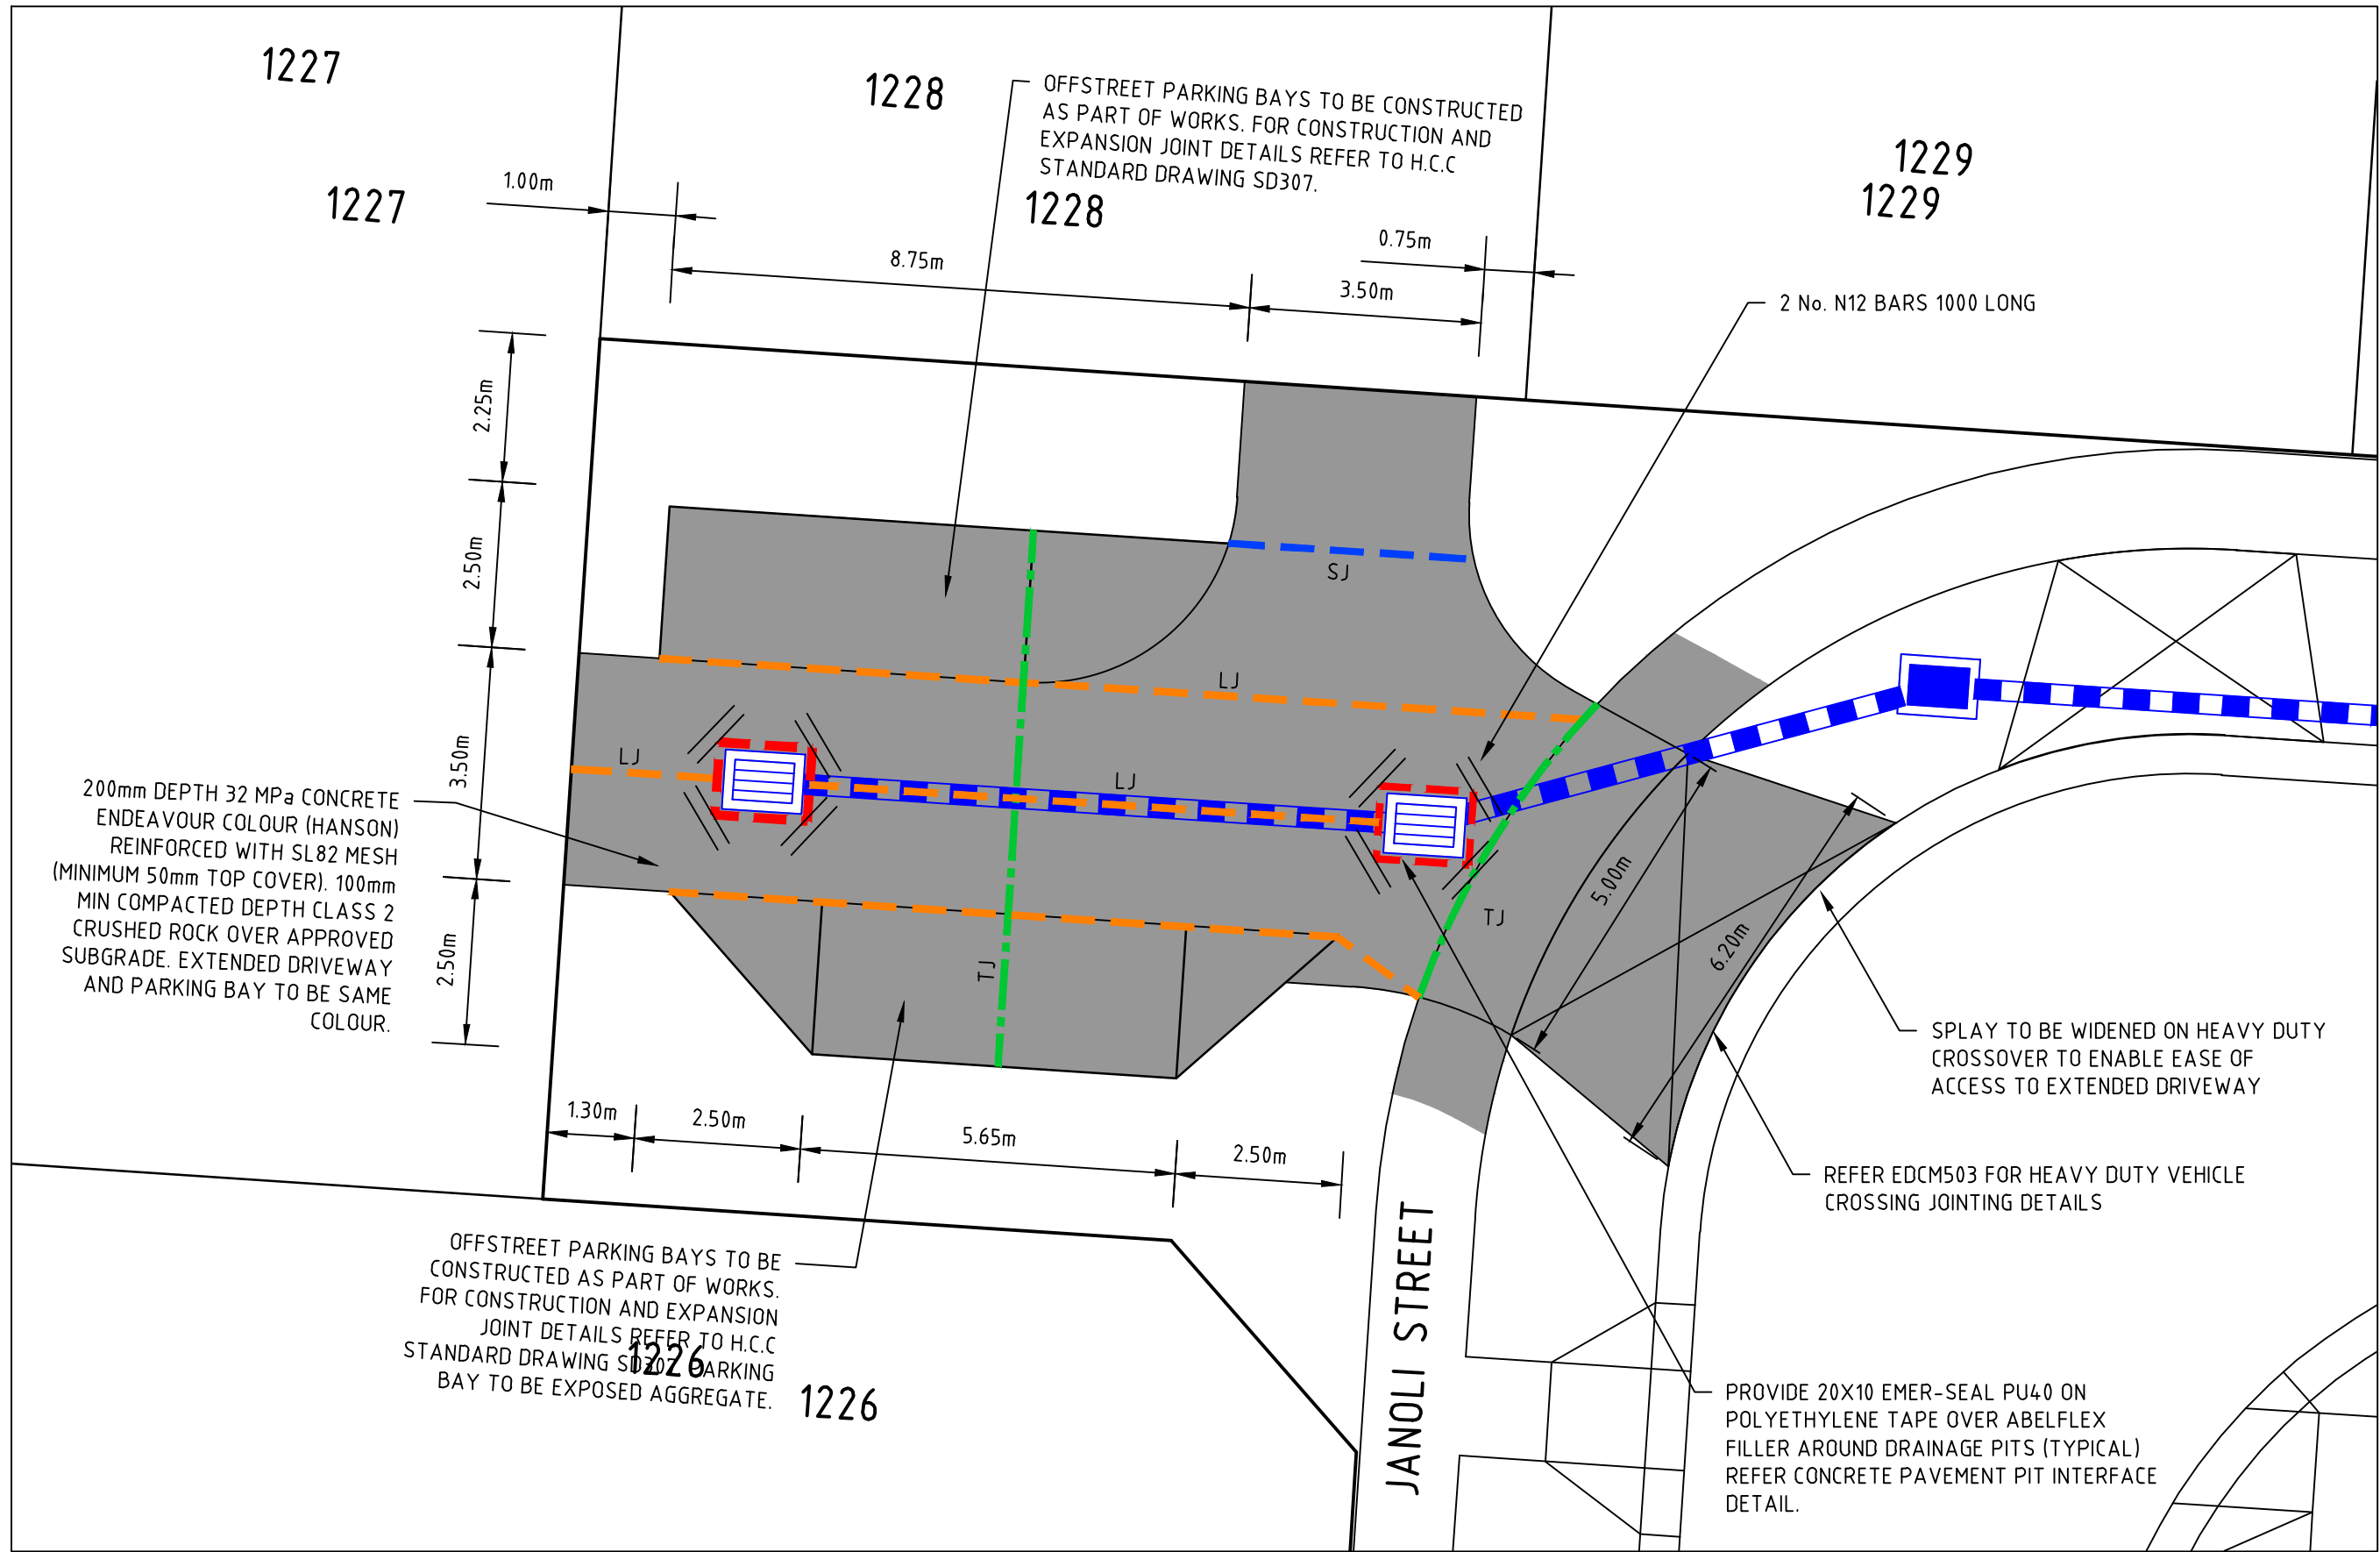 1227
1228
OFFSTREET PARKING BAYS TO BE CONSTRUCTED
AS PART OF WORKS. FOR CONSTRUCTION AND
EXPANSION JOINT DETAILS REFER TO H.C.C
STANDARD DRAWING SD307.
1229
1229
1227
1.00m
1228
0.75m
8.75m
3.50m
2 No. N12 BARS 1000 LONG
2.25m
2.50m
3.50m
2.50m
SJ
LJ
LJ
LJ
TJ
TJ
5.00m
6.20m
200mm DEPTH 32 MPa CONCRETE
ENDEAVOUR COLOUR (HANSON)
REINFORCED WITH SL82 MESH
(MINIMUM 50mm TOP COVER). 100mm
MIN COMPACTED DEPTH CLASS 2
CRUSHED ROCK OVER APPROVED
SUBGRADE. EXTENDED DRIVEWAY
AND PARKING BAY TO BE SAME
COLOUR.
SPLAY TO BE WIDENED ON HEAVY DUTY
CROSSOVER TO ENABLE EASE OF
ACCESS TO EXTENDED DRIVEWAY
1.30m
2.50m
5.65m
2.50m
REFER EDCM503 FOR HEAVY DUTY VEHICLE
CROSSING JOINTING DETAILS
OFFSTREET PARKING BAYS TO BE
CONSTRUCTED AS PART OF WORKS.
FOR CONSTRUCTION AND EXPANSION
JOINT DETAILS REFER TO H.C.C
STANDARD DRAWING SD307. PARKING
BAY TO BE EXPOSED AGGREGATE.
1226
1226
JANOLI STREET
PROVIDE 20X10 EMER-SEAL PU40 ON
POLYETHYLENE TAPE OVER ABELFLEX
FILLER AROUND DRAINAGE PITS (TYPICAL)
REFER CONCRETE PAVEMENT PIT INTERFACE
DETAIL.